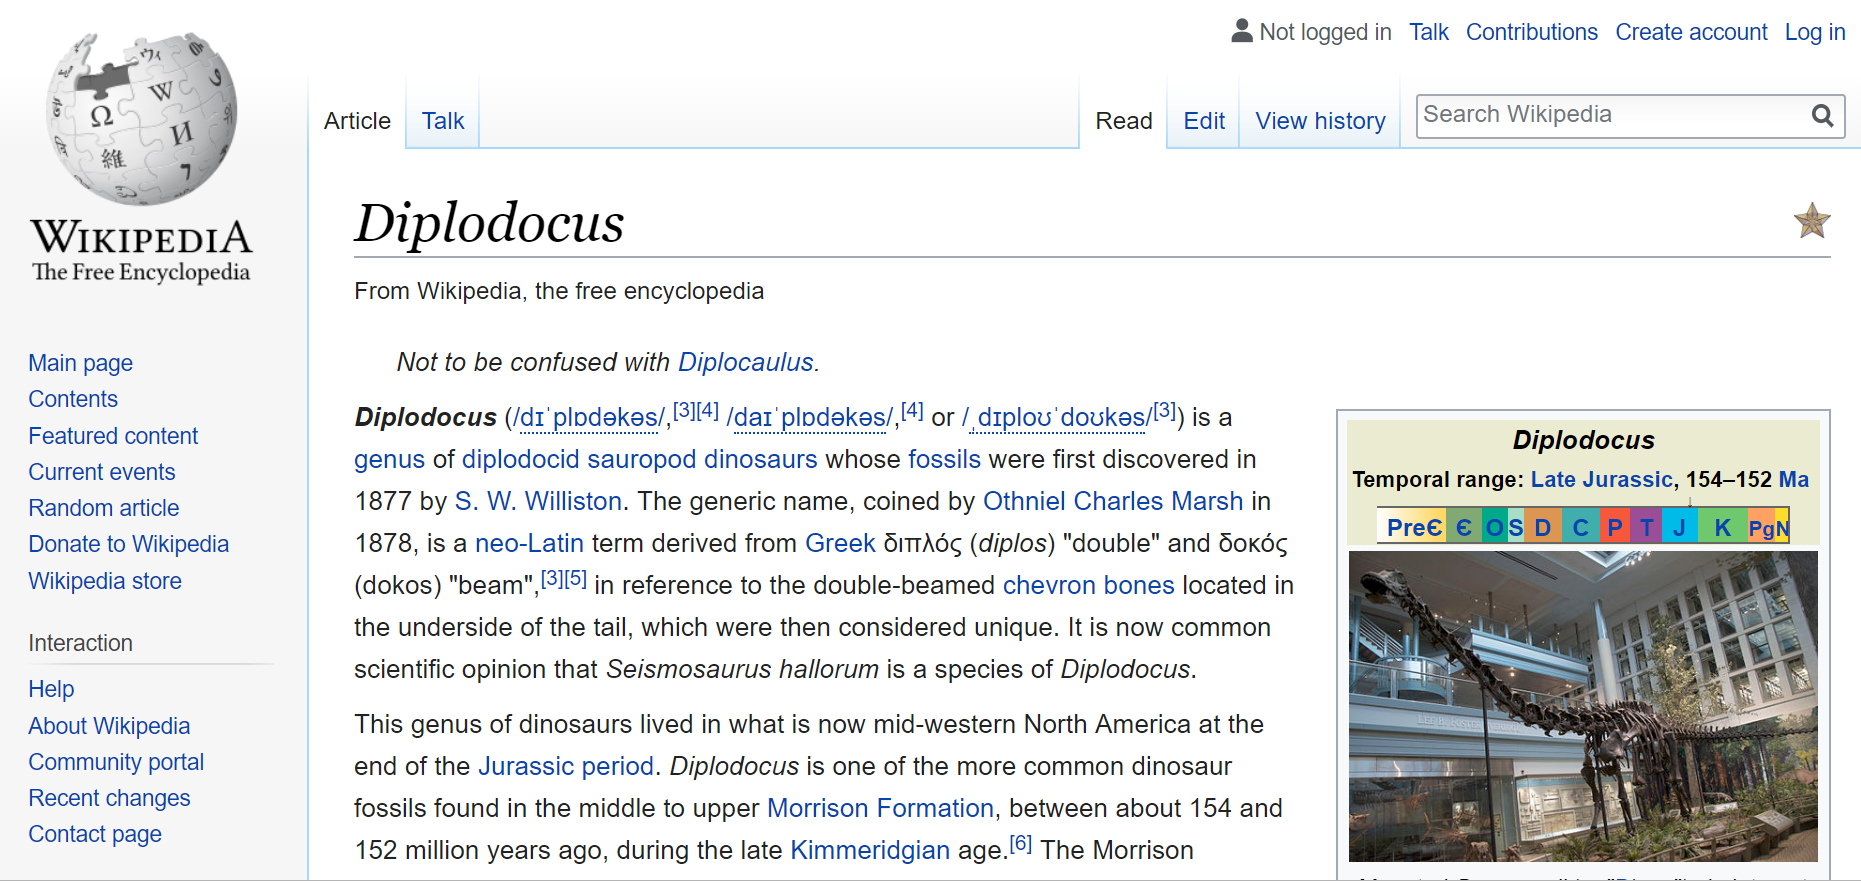 Not logged in Talk Contributions Create account Log in
Article Talk Read Edit View history Search Wikipedia
WIKIPEDIA
The Free Encyclopedia
Main page
Contents
Featured content
Current events
Random article
Donate to Wikipedia
Wikipedia store
Interaction
Help
About Wikipedia
Community portal
Recent changes
Contact page
Diplodocus
From Wikipedia, the free encyclopedia
Not to be confused with Diplocaulus.
Diplodocus (/dɪˈplɒdəkəs/,[3][4] /daɪˈplɒdəkəs/,[4] or /ˌdɪploʊˈdoʊkəs/[3]) is a
genus of diplodocid sauropod dinosaurs whose fossils were first discovered in
1877 by S. W. Williston. The generic name, coined by Othniel Charles Marsh in
1878, is a neo-Latin term derived from Greek διπλός (diplos) "double" and δοκός
(dokos) "beam",[3][5] in reference to the double-beamed chevron bones located in
the underside of the tail, which were then considered unique. It is now common
scientific opinion that Seismosaurus hallorum is a species of Diplodocus.
This genus of dinosaurs lived in what is now mid-western North America at the
end of the Jurassic period. Diplodocus is one of the more common dinosaur
fossils found in the middle to upper Morrison Formation, between about 154 and
152 million years ago, during the late Kimmeridgian age.[6] The Morrison
Diplodocus
Temporal range: Late Jurassic, 154–152 Ma
↓
PreЄ Є O S D C P T J K Pg N